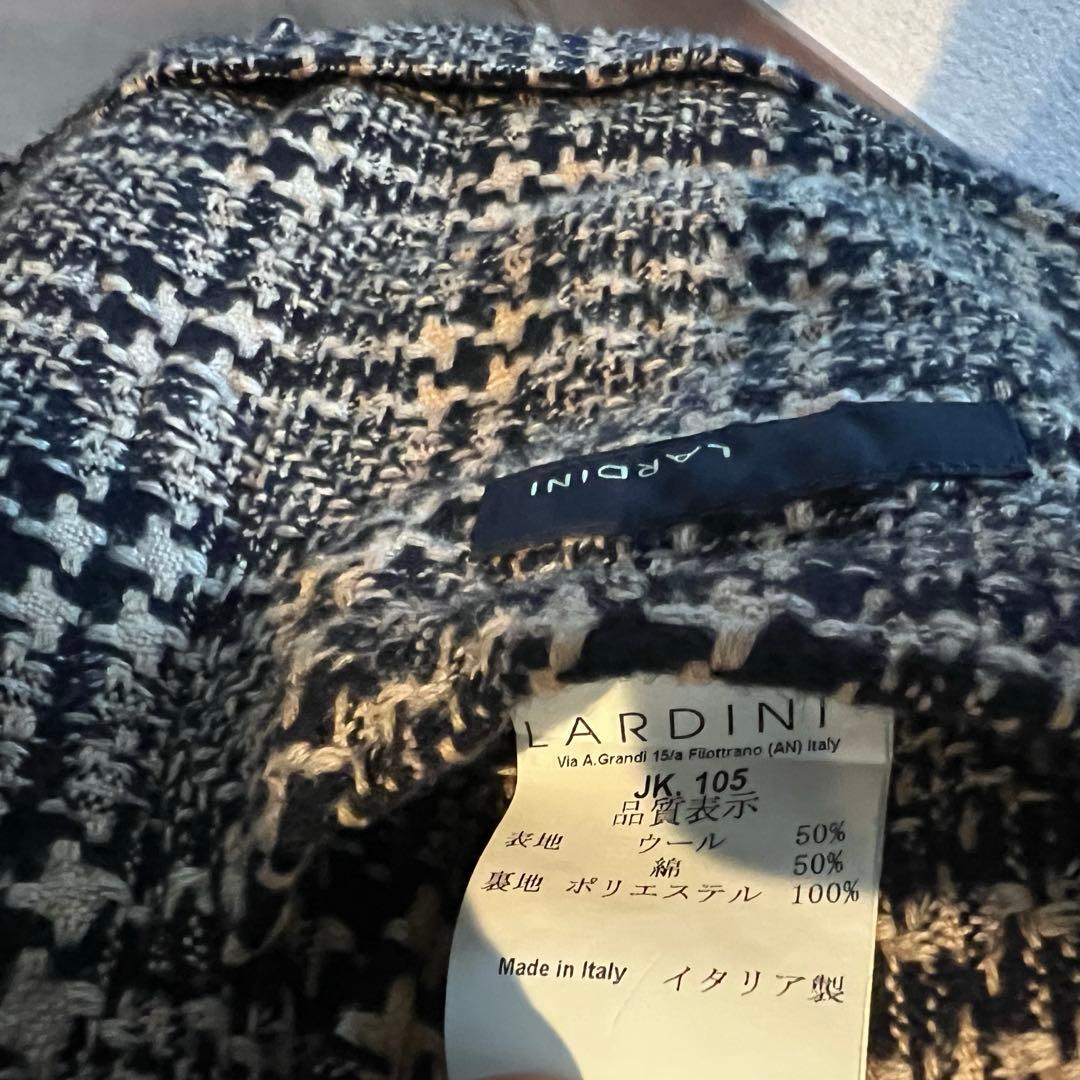 LARDINI
LARDINI
Via A.Grandi 15/a Filottrano (AN) Italy
JK. 105
品質表示
表地 ウール 50%
綿 50%
裏地 ポリエステル 100%
Made in Italy イタリア製